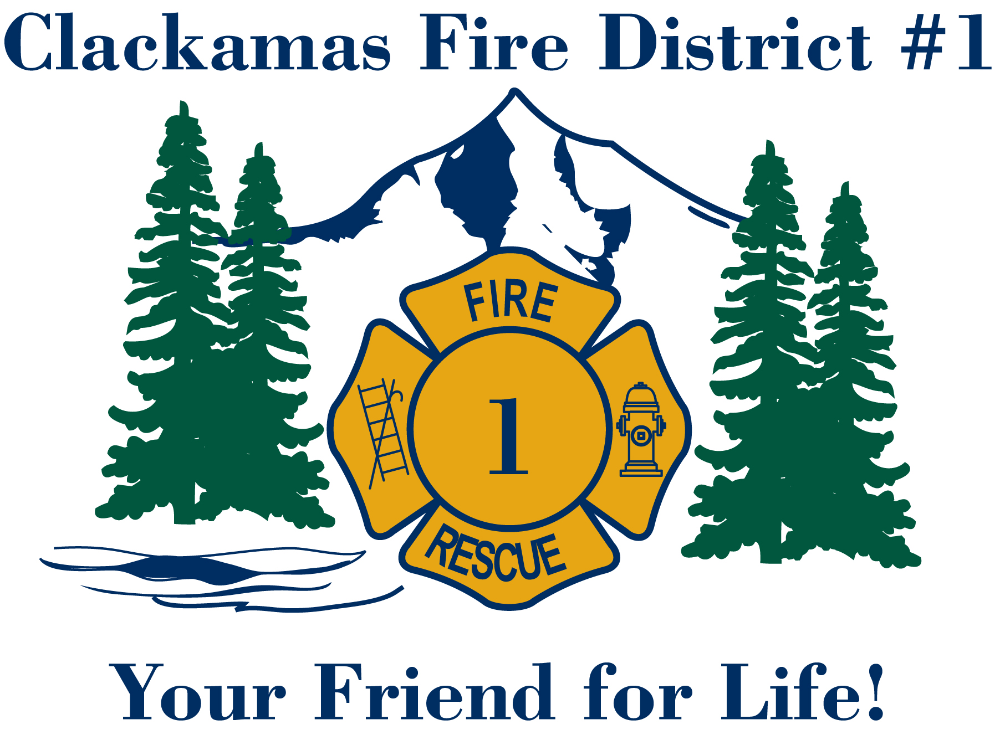 Clackamas Fire District #1
FIRE
1
RESCUE
Your Friend for Life!